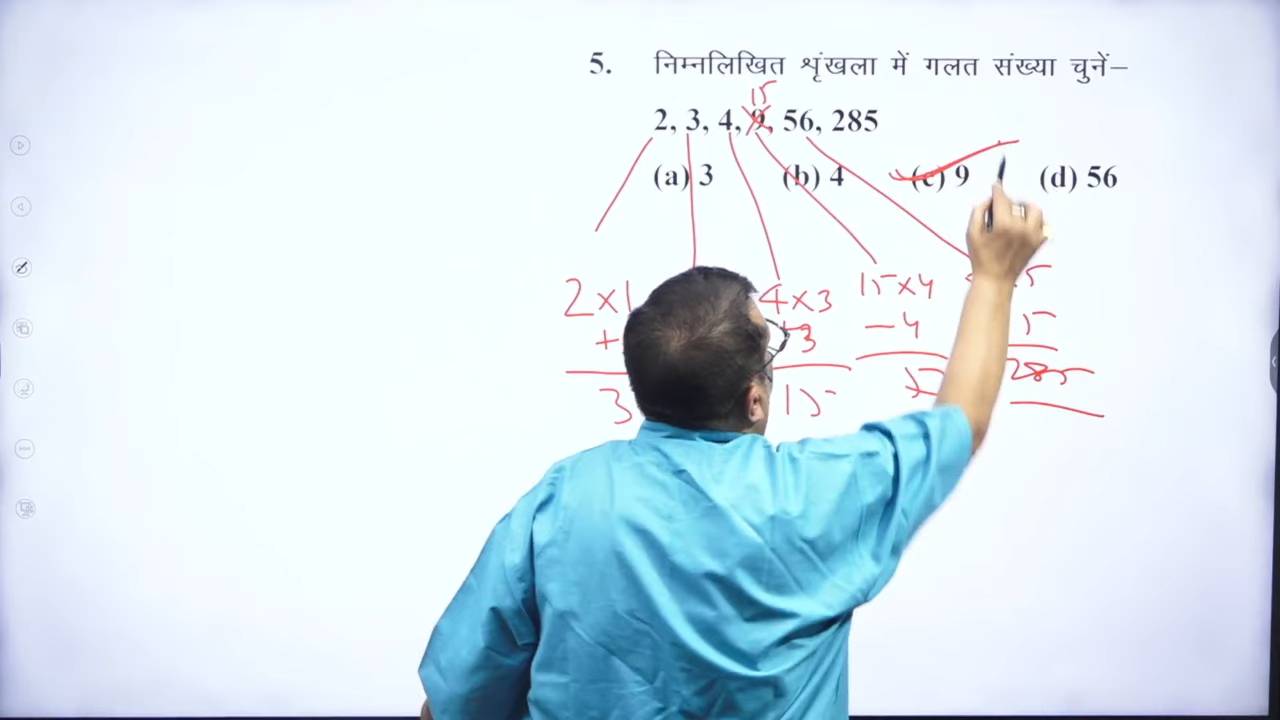 5. निम्नलिखित शृंखला में गलत संख्या चुनें–
15
2, 3, 4, 9, 56, 285
(a) 3 (b) 4 (c) 9 (d) 56
2×1 4×3 15×4
+ +3 –4 15
3 15 285